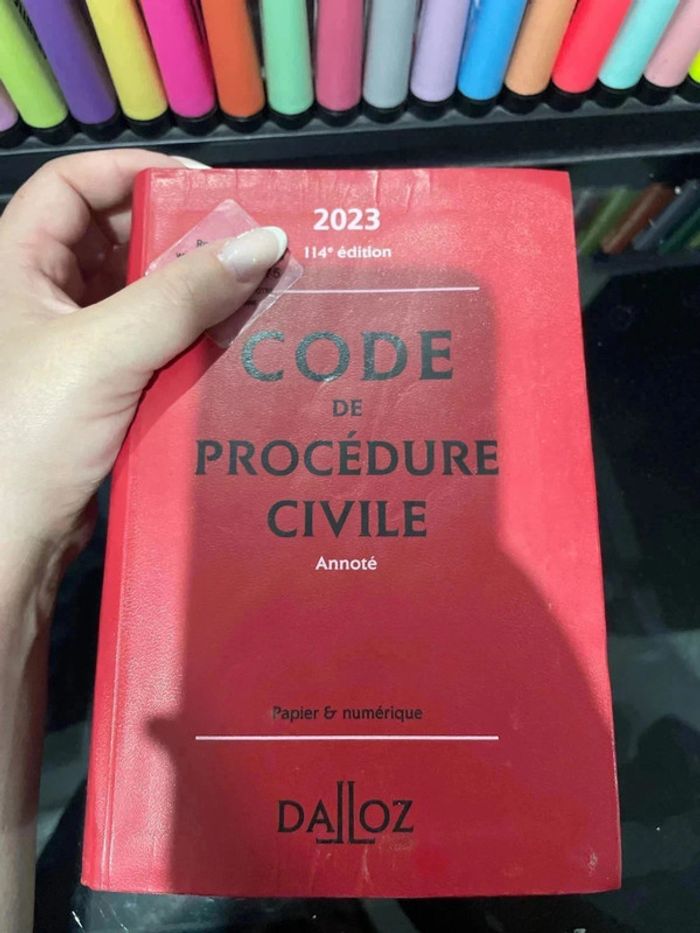 2023
114e édition
CODE
DE
PROCÉDURE
CIVILE
Annoté
Papier & numérique
DALLOZ